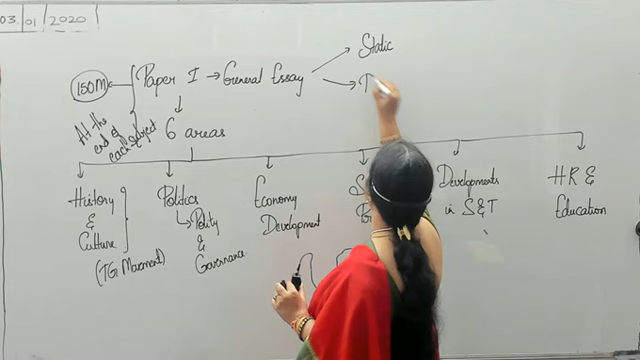 03 01 2020
Static
150M Paper I → General Essay
At the
end of
each subject
6 areas
History
&
Culture
(TG Movement)
Politics
Polity
&
Governance
Economy
Development
Developments
in S&T
HR &
Education